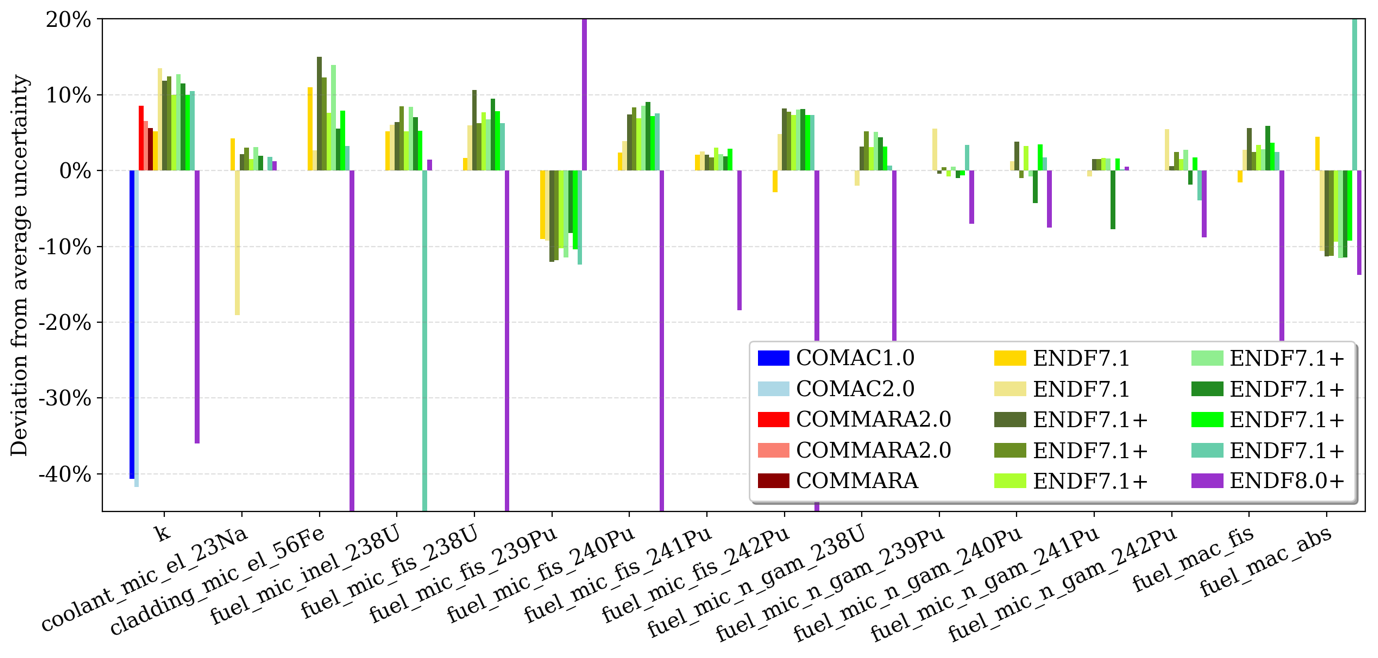 Deviation from average uncertainty
20%
10%
0%
-10%
-20%
-30%
-40%
COMAC1.0
COMAC2.0
COMMARA2.0
COMMARA2.0
COMMARA
ENDF7.1
ENDF7.1
ENDF7.1+
ENDF7.1+
ENDF7.1+
ENDF7.1+
ENDF7.1+
ENDF7.1+
ENDF7.1+
ENDF8.0+
k
coolant_mic_el_23Na
cladding_mic_el_56Fe
fuel_mic_inel_238U
fuel_mic_fis_238U
fuel_mic_fis_239Pu
fuel_mic_fis_240Pu
fuel_mic_fis_241Pu
fuel_mic_fis_242Pu
fuel_mic_n_gam_238U
fuel_mic_n_gam_239Pu
fuel_mic_n_gam_240Pu
fuel_mic_n_gam_241Pu
fuel_mic_n_gam_242Pu
fuel_mac_fis
fuel_mac_abs